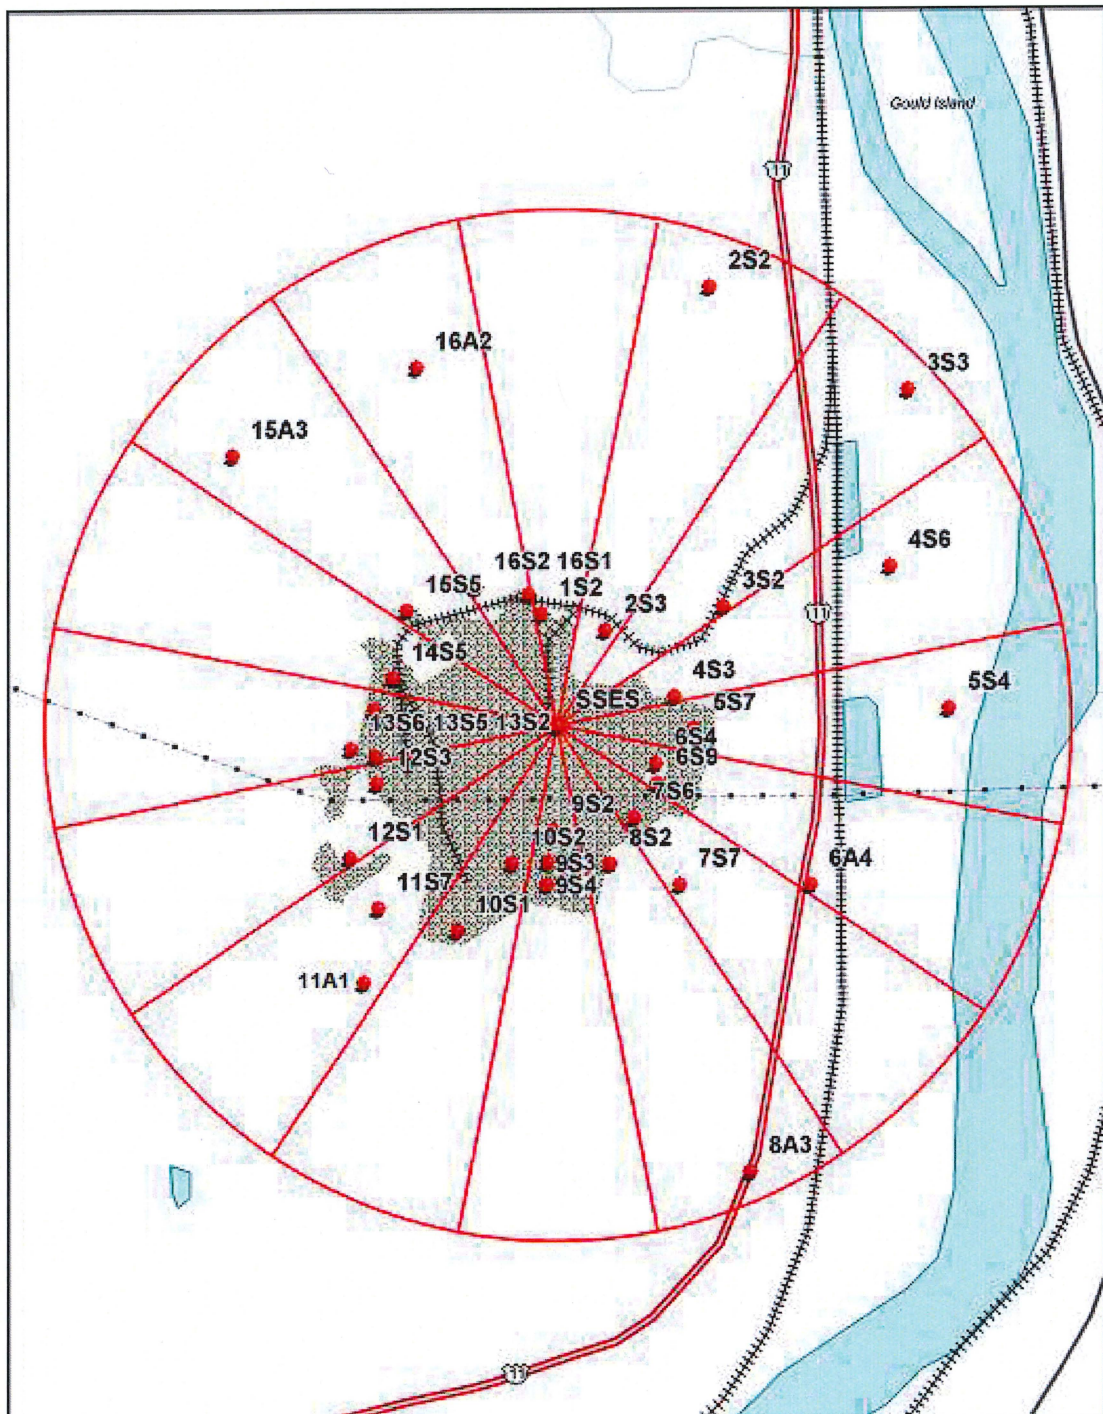 Gould Island
11
2S2
16A2
3S3
15A3
4S6
16S2 16S1
15S5
1S2
3S2
2S3
11
14S5
4S3
SSES
5S7
5S4
13S6 13S5 13S2
6S4
12S3
6S9
7S6
9S2
12S1
10S2
8S2
9S3
7S7
6A4
11S7
9S4
10S1
11A1
8A3
11